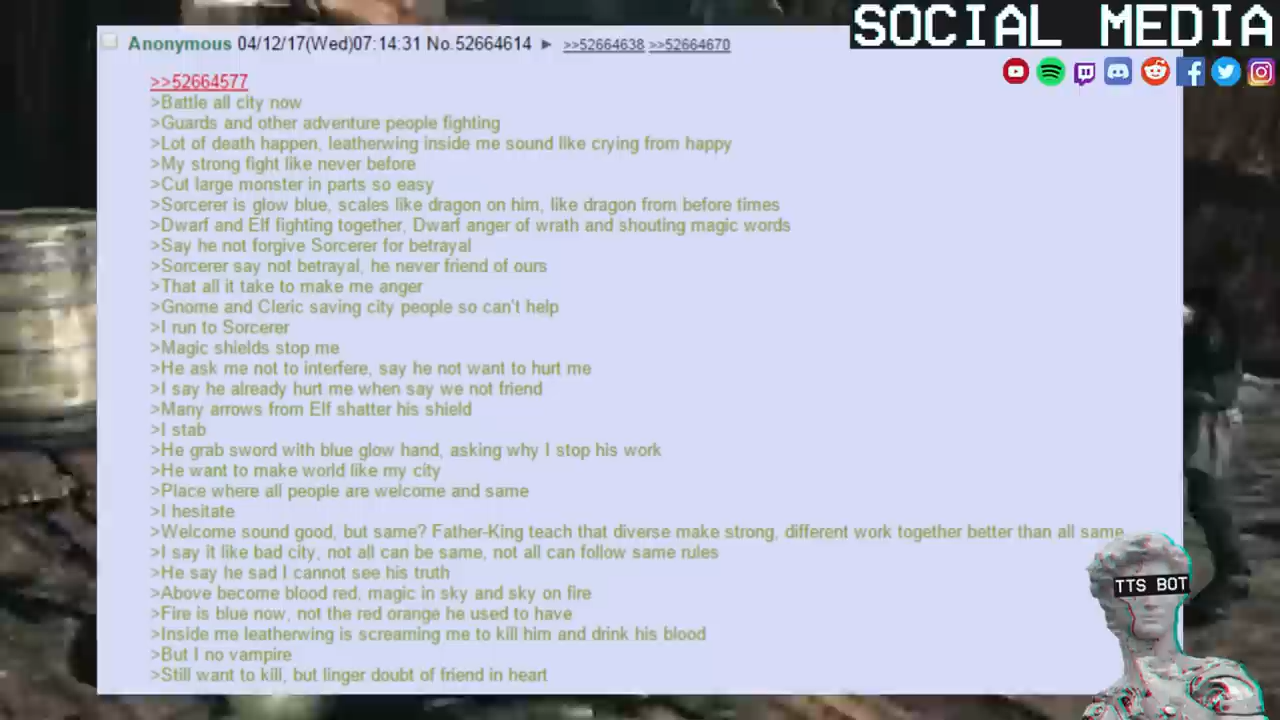 SOCIAL MEDIA
Anonymous 04/12/17(Wed)07:14:31 No.52664614 ► >>52664638 >>52664670
>>52664577
>Battle all city now
>Guards and other adventure people fighting
>Lot of death happen, leatherwing inside me sound like crying from happy
>My strong fight like never before
>Cut large monster in parts so easy
>Sorcerer is glow blue, scales like dragon on him, like dragon from before times
>Dwarf and Elf fighting together, Dwarf anger of wrath and shouting magic words
>Say he not forgive Sorcerer for betrayal
>Sorcerer say not betrayal, he never friend of ours
>That all it take to make me anger
>Gnome and Cleric saving city people so can't help
>I run to Sorcerer
>Magic shields stop me
>He ask me not to interfere, say he not want to hurt me
>I say he already hurt me when say we not friend
>Many arrows from Elf shatter his shield
>I stab
>He grab sword with blue glow hand, asking why I stop his work
>He want to make world like my city
>Place where all people are welcome and same
>I hesitate
>Welcome sound good, but same? Father-King teach that diverse make strong, different work together better than all same
>I say it like bad city, not all can be same, not all can follow same rules
>He say he sad I cannot see his truth
>Above become blood red, magic in sky and sky on fire
>Fire is blue now, not the red orange he used to have
>Inside me leatherwing is screaming me to kill him and drink his blood
>But I no vampire
>Still want to kill, but linger doubt of friend in heart
TTS BOT